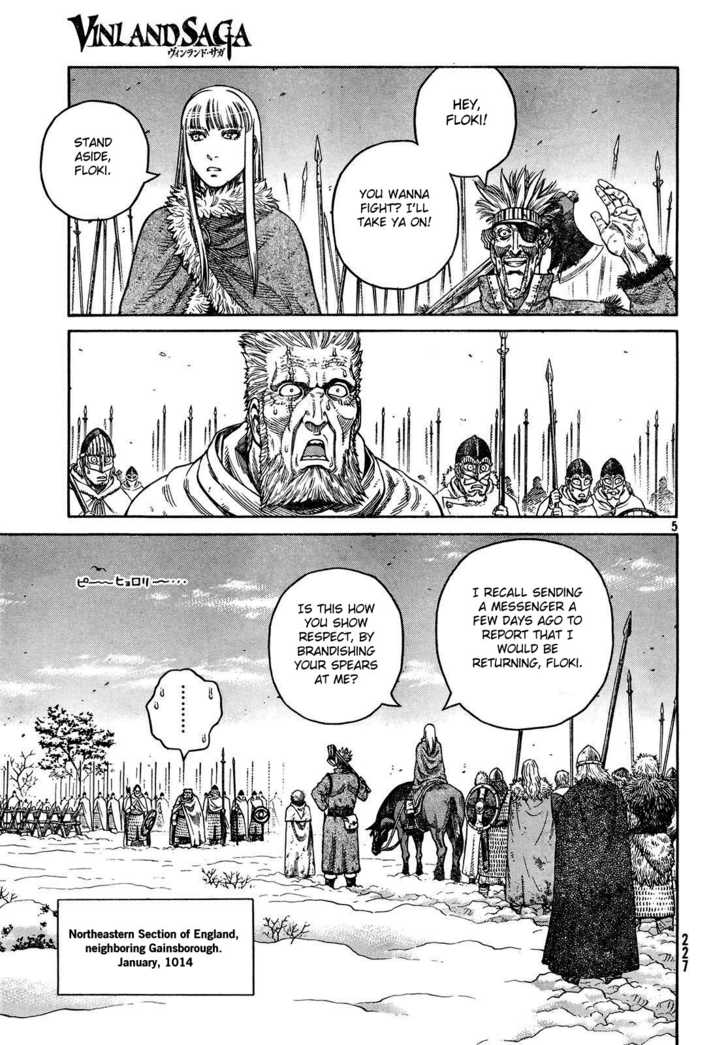 VINLAND SAGA
ヴィンランド・サガ
HEY,
FLOKI!
YOU WANNA
FIGHT? I'LL
TAKE YA ON!
STAND
ASIDE,
FLOKI.
5
I RECALL SENDING
A MESSENGER A
FEW DAYS AGO TO
REPORT THAT I
WOULD BE
RETURNING, FLOKI.
IS THIS HOW
YOU SHOW
RESPECT, BY
BRANDISHING
YOUR SPEARS
AT ME?
ピー～～ヒョロリ～～・・・
Northeastern Section of England,
neighboring Gainsborough.
January, 1014
227